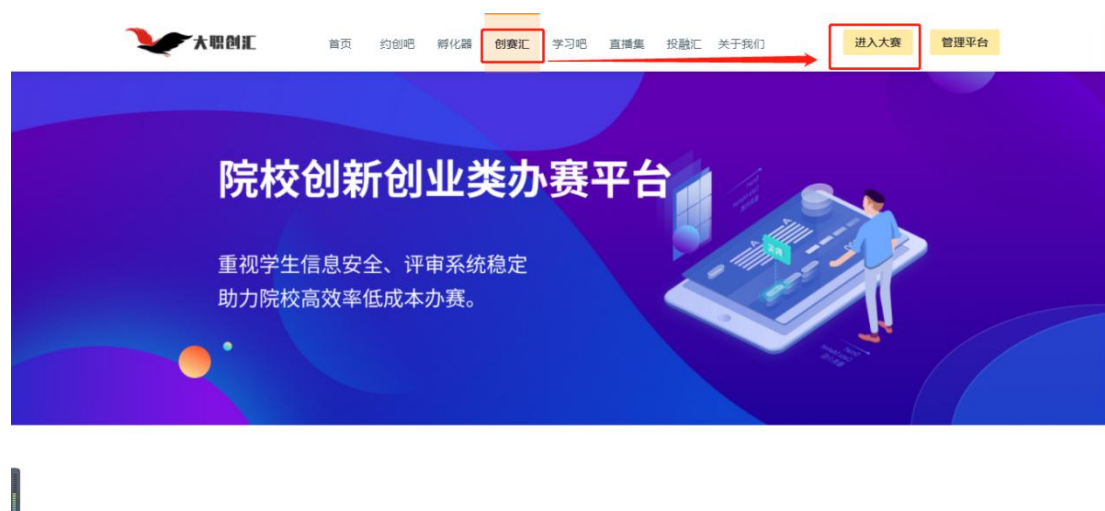 大职创汇
首页 约创吧 孵化器 创赛汇 学习吧 直播集 投融汇 关于我们 进入大赛 管理平台
院校创新创业类办赛平台
重视学生信息安全、评审系统稳定
助力院校高效率低成本办赛。